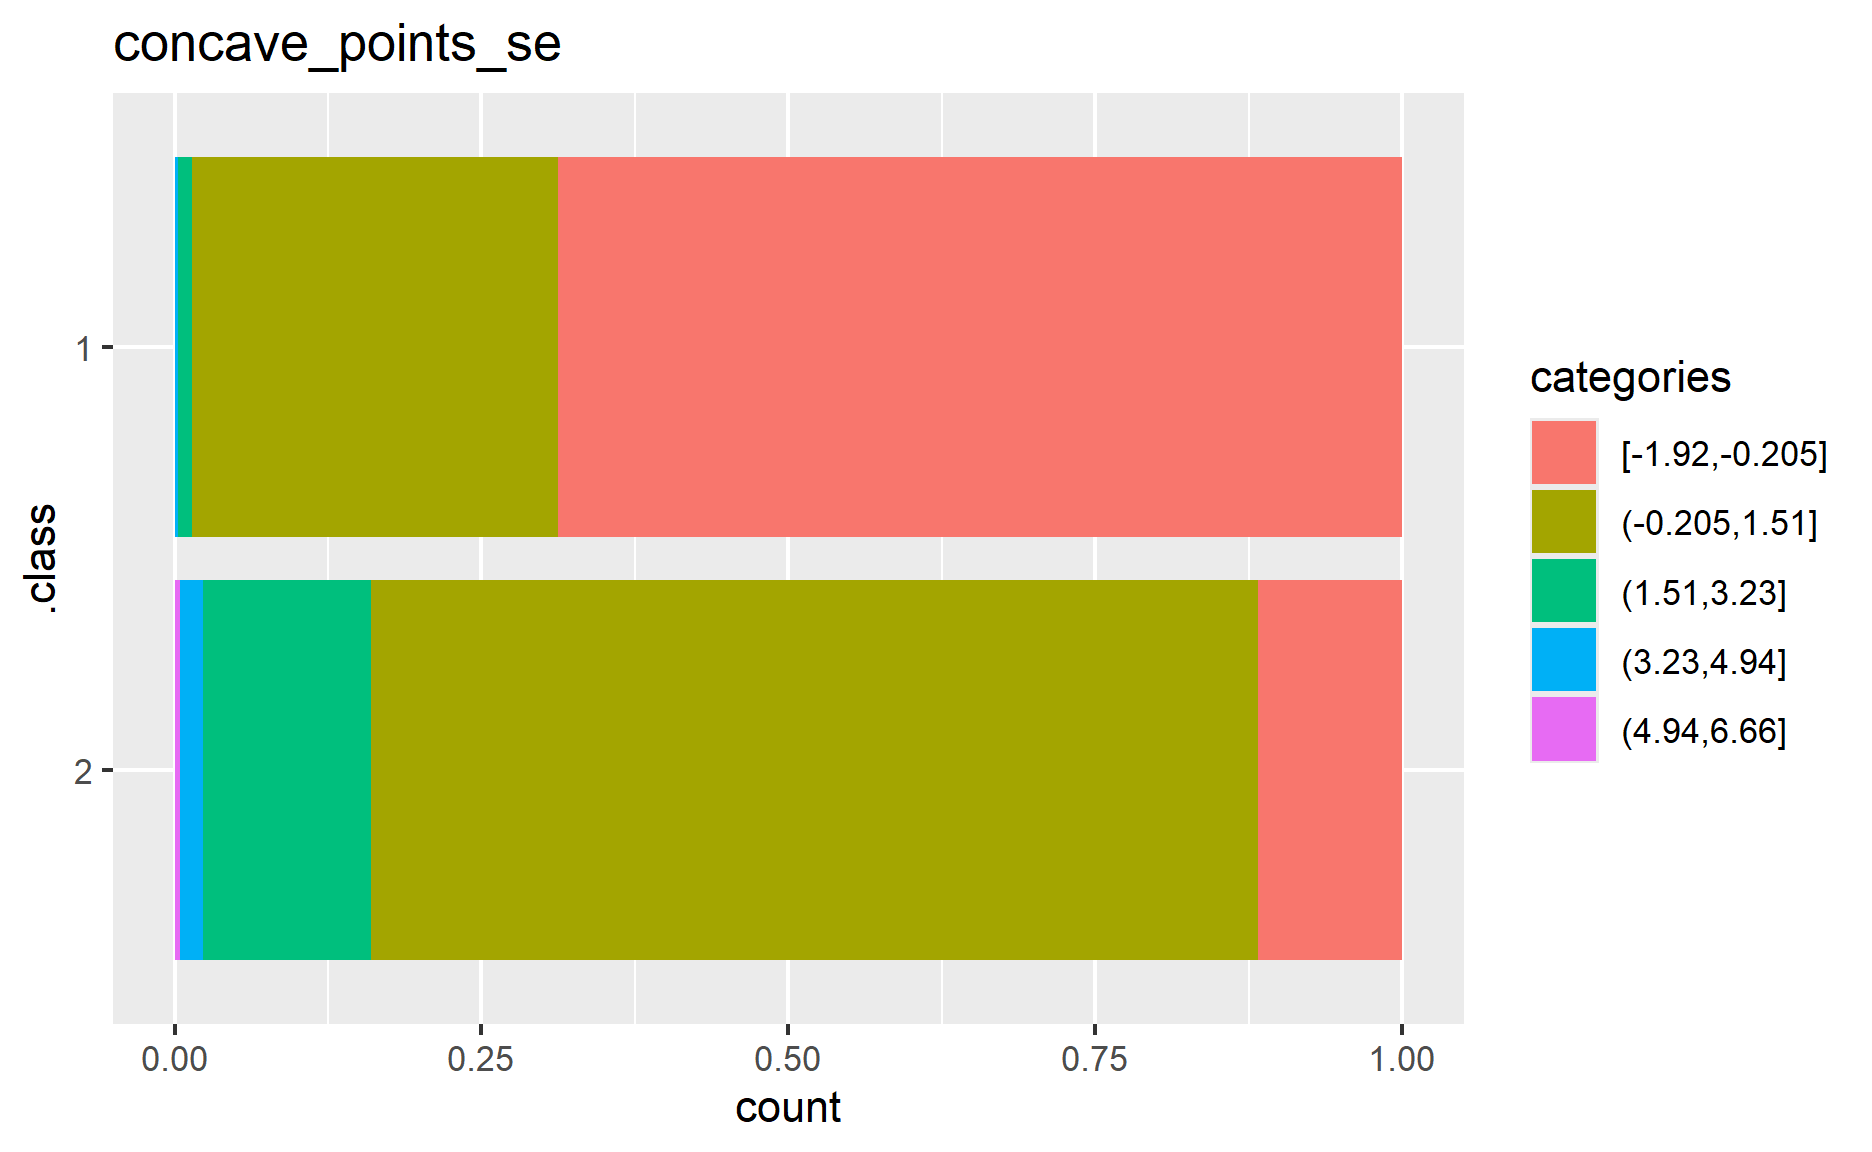 concave_points_se
.class
1
2
0.00 0.25 0.50 0.75 1.00
count
categories
[-1.92,-0.205]
(-0.205,1.51]
(1.51,3.23]
(3.23,4.94]
(4.94,6.66]